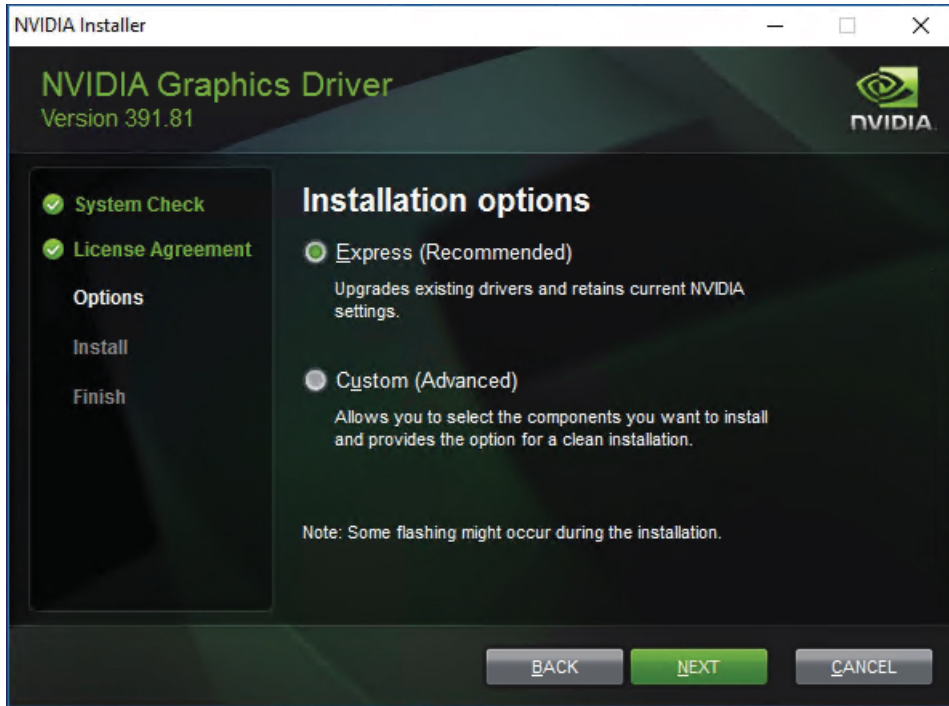 NVIDIA Installer
NVIDIA Graphics Driver
Version 391.81
NVIDIA
System Check
License Agreement
Options
Install
Finish
Installation options
Express (Recommended)
Upgrades existing drivers and retains current NVIDIA
settings.
Custom (Advanced)
Allows you to select the components you want to install
and provides the option for a clean installation.
Note: Some flashing might occur during the installation.
BACK
NEXT
CANCEL